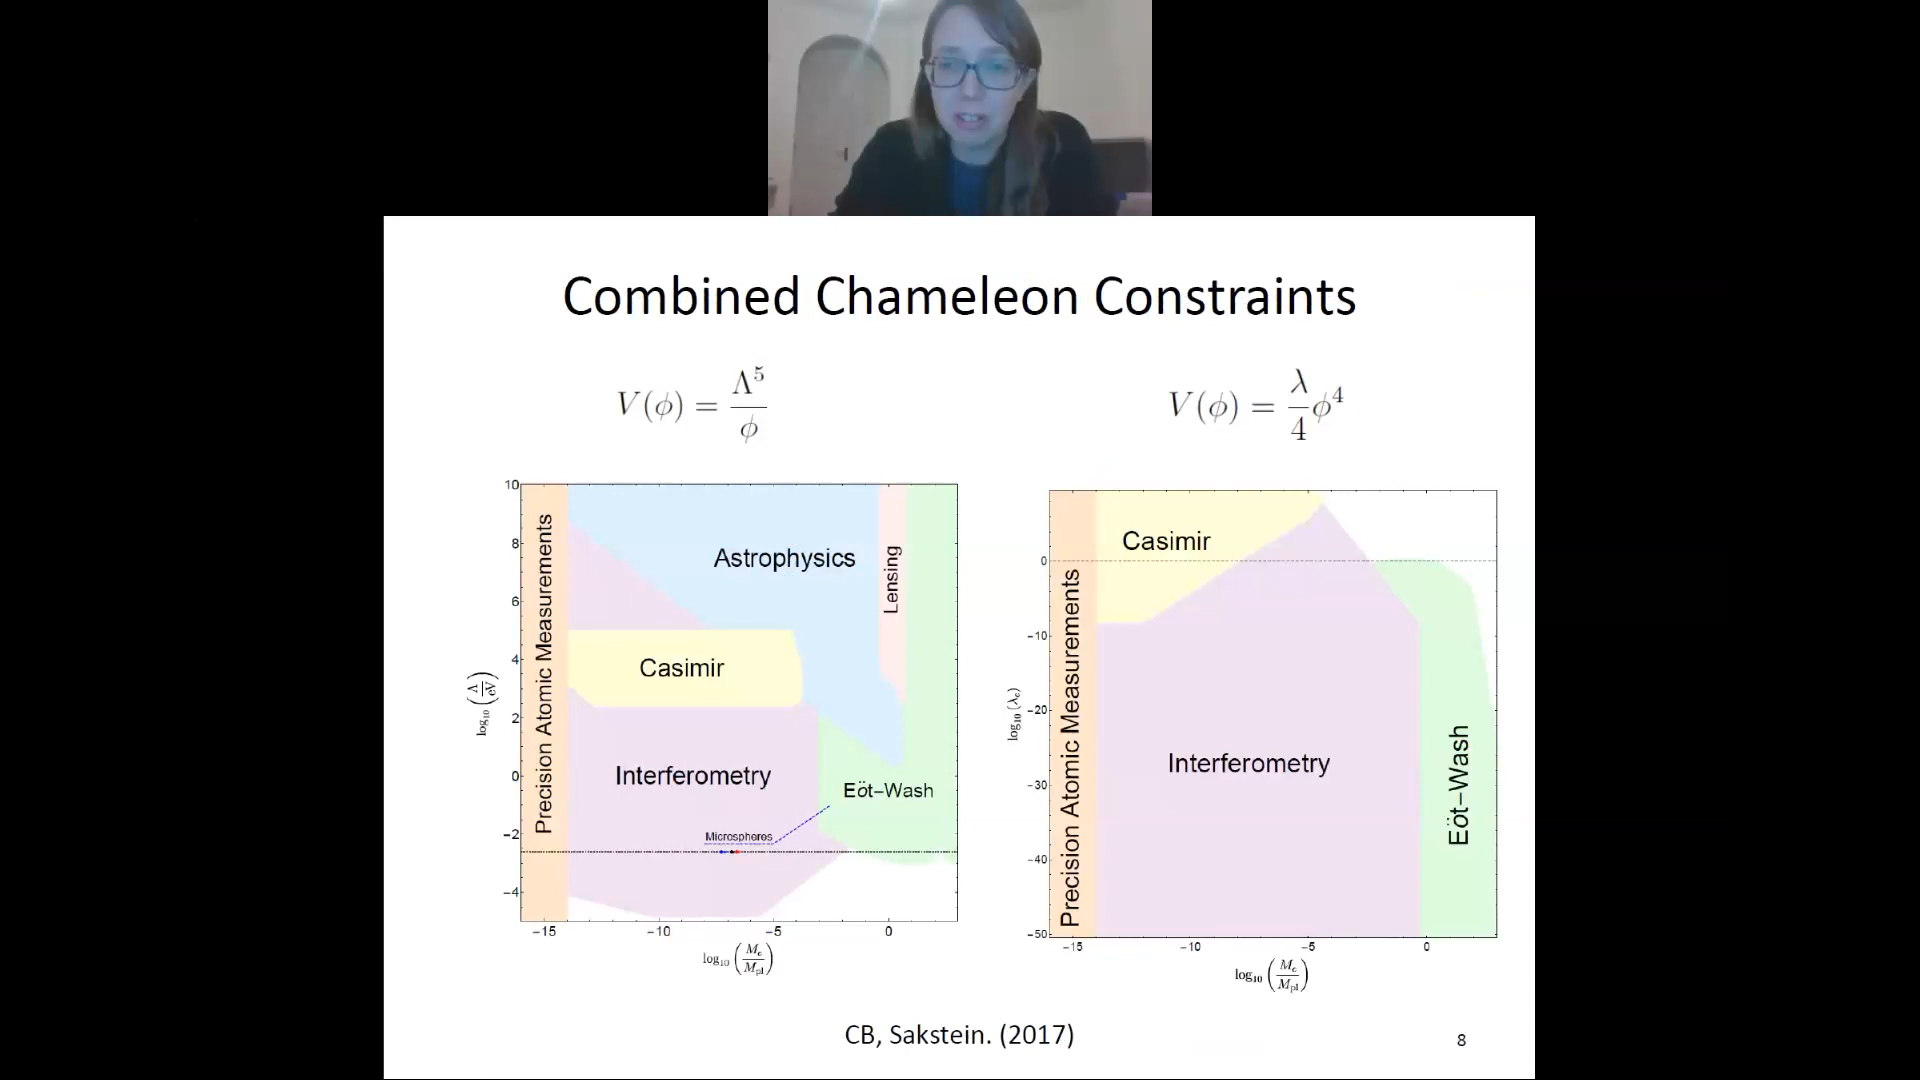 Combined Chameleon Constraints
V(ϕ) = Λ⁵/ϕ
V(ϕ) = λ/4 ϕ⁴
10
8
6
4
2
0
−2
−4
log₁₀ (Λ/eV)
Precision Atomic Measurements
Astrophysics
Lensing
Casimir
Interferometry
Eöt−Wash
Microspheres
−15
−10
−5
0
log₁₀ (M_c/M_pl)
0
−10
−20
−30
−40
−50
log₁₀ (λ_c)
Precision Atomic Measurements
Casimir
Interferometry
Eöt−Wash
−15
−10
−5
0
log₁₀ (M_c/M_pl)
CB, Sakstein. (2017)
8